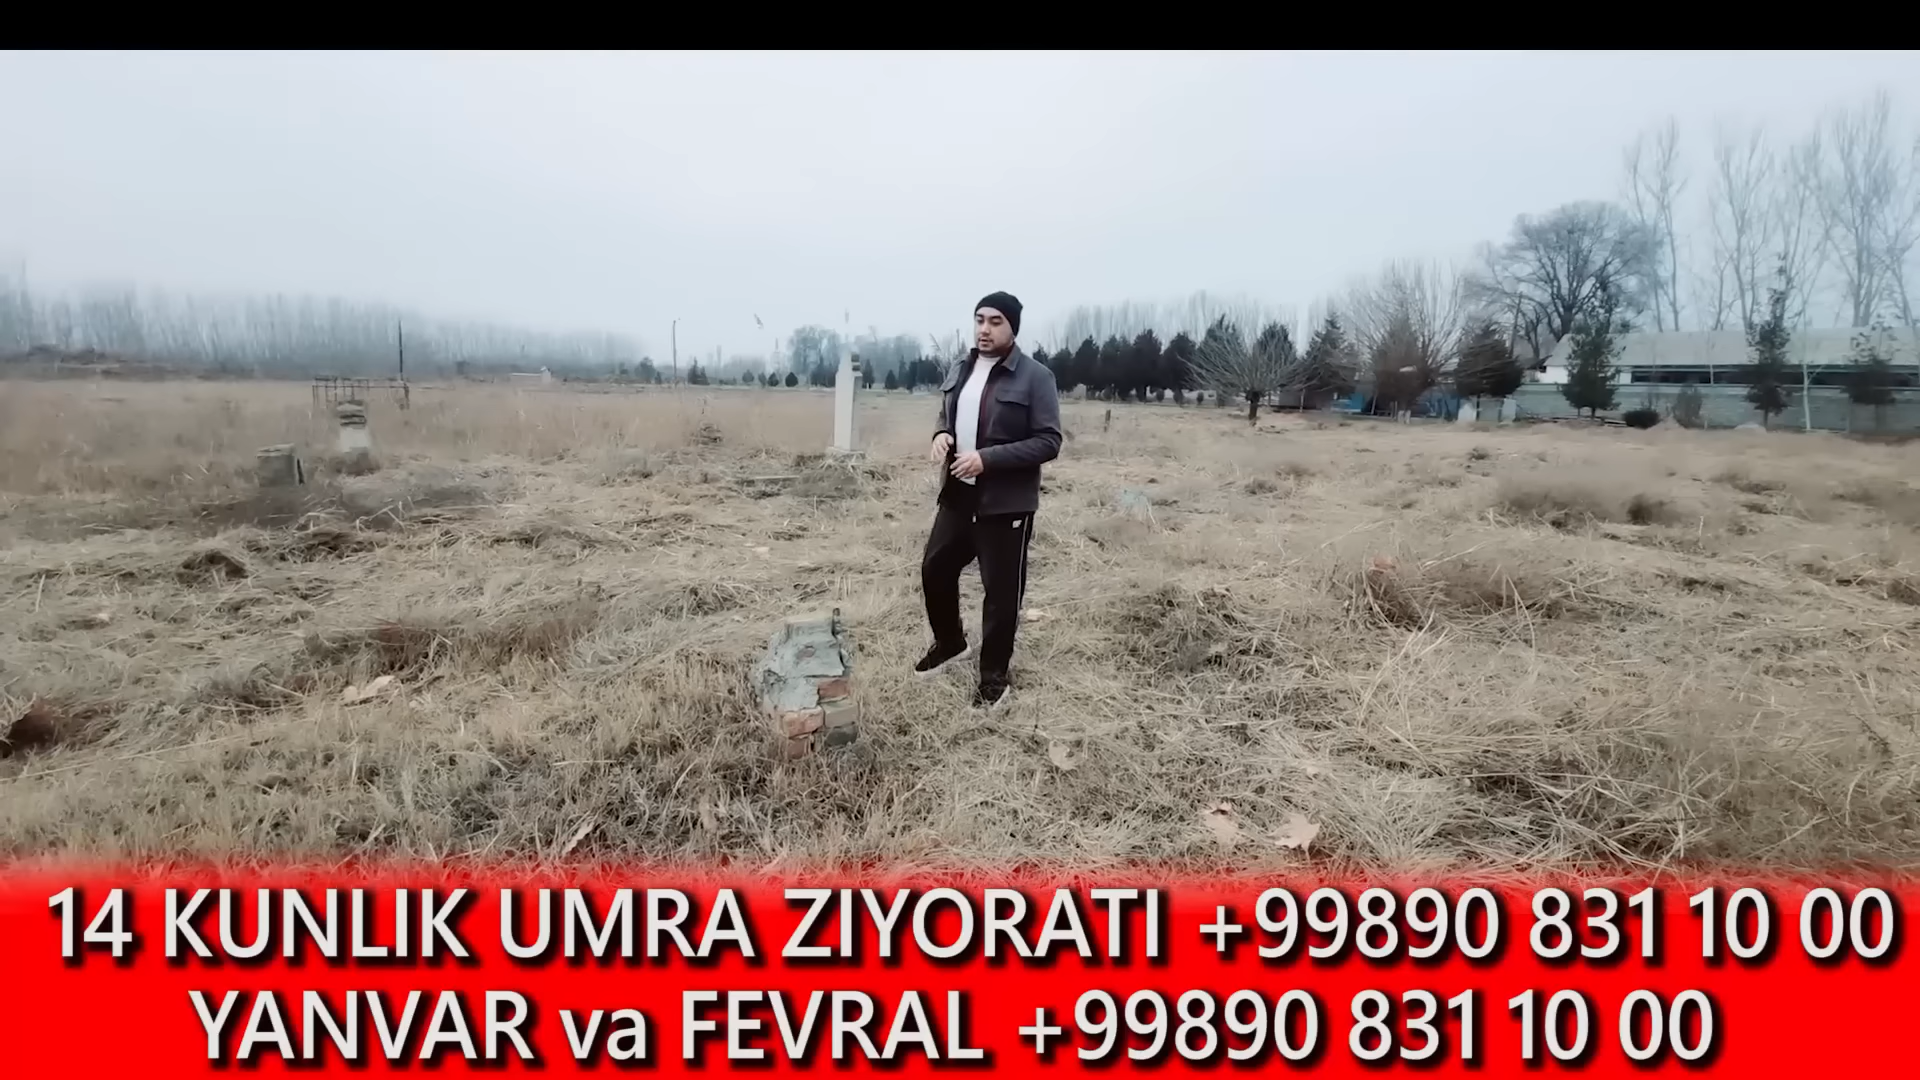 14 KUNLIK UMRA ZIYORATI +99890 831 10 00
YANVAR va FEVRAL +99890 831 10 00